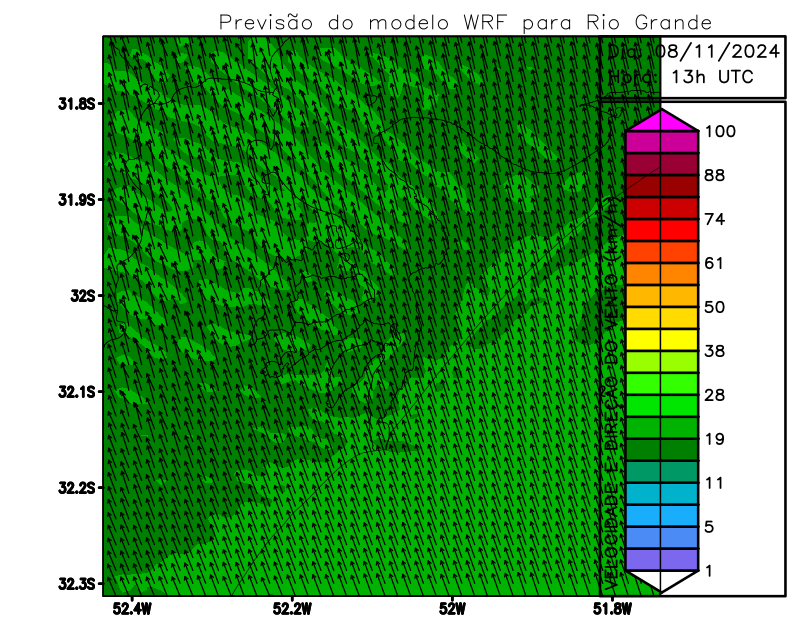 Previsão do modelo WRF para Rio Grande
Dia: 08/11/2024
Hora: 13h UTC
31.8S
31.9S
32S
32.1S
32.2S
32.3S
52.4W
52.2W
52W
51.8W
VELOCIDADE E DIREÇÃO DO VENTO (km/h)
100
88
74
61
50
38
28
19
11
5
1